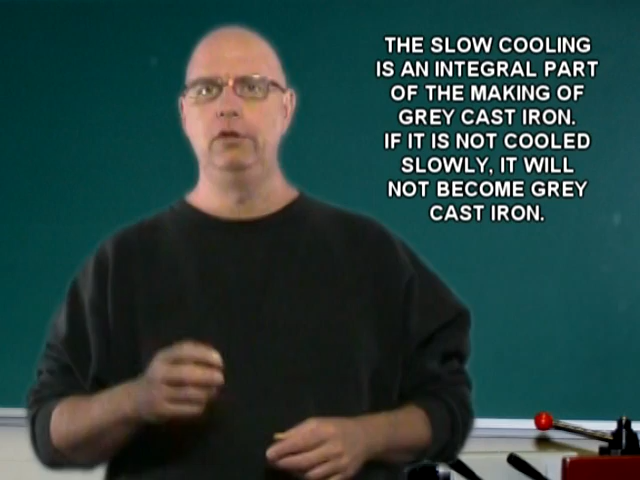 THE SLOW COOLING
IS AN INTEGRAL PART
OF THE MAKING OF
GREY CAST IRON.
IF IT IS NOT COOLED
SLOWLY, IT WILL
NOT BECOME GREY
CAST IRON.